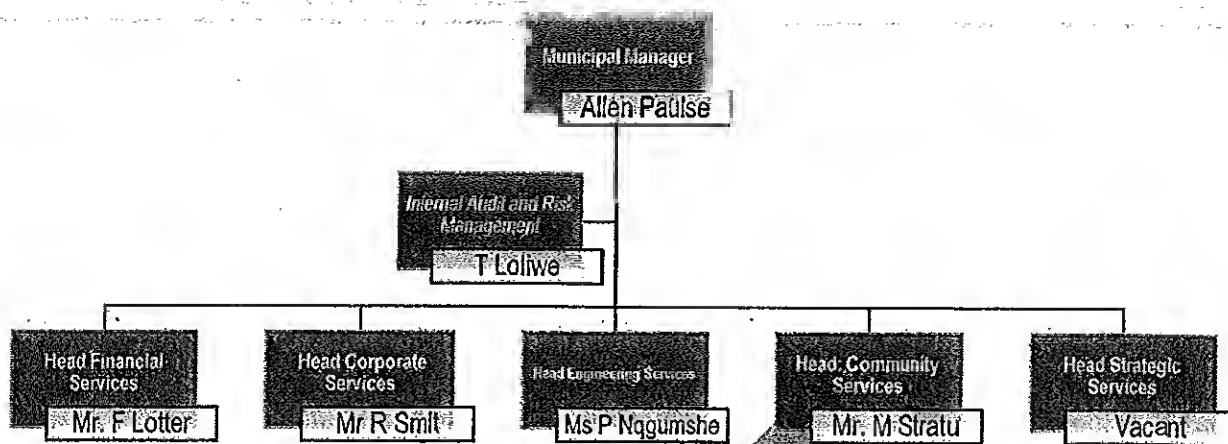 Municipal Manager
Allen Paulse
Internal Audit and Risk
Management
T Loliwe
Head Financial
Services
Mr. F Lotter
Head Corporate
Services
Mr R Smit
Head Engineering Services
Ms P Nqgumshe
Head: Community
Services
Mr. M Stratu
Head Strategic
Services
Vacant